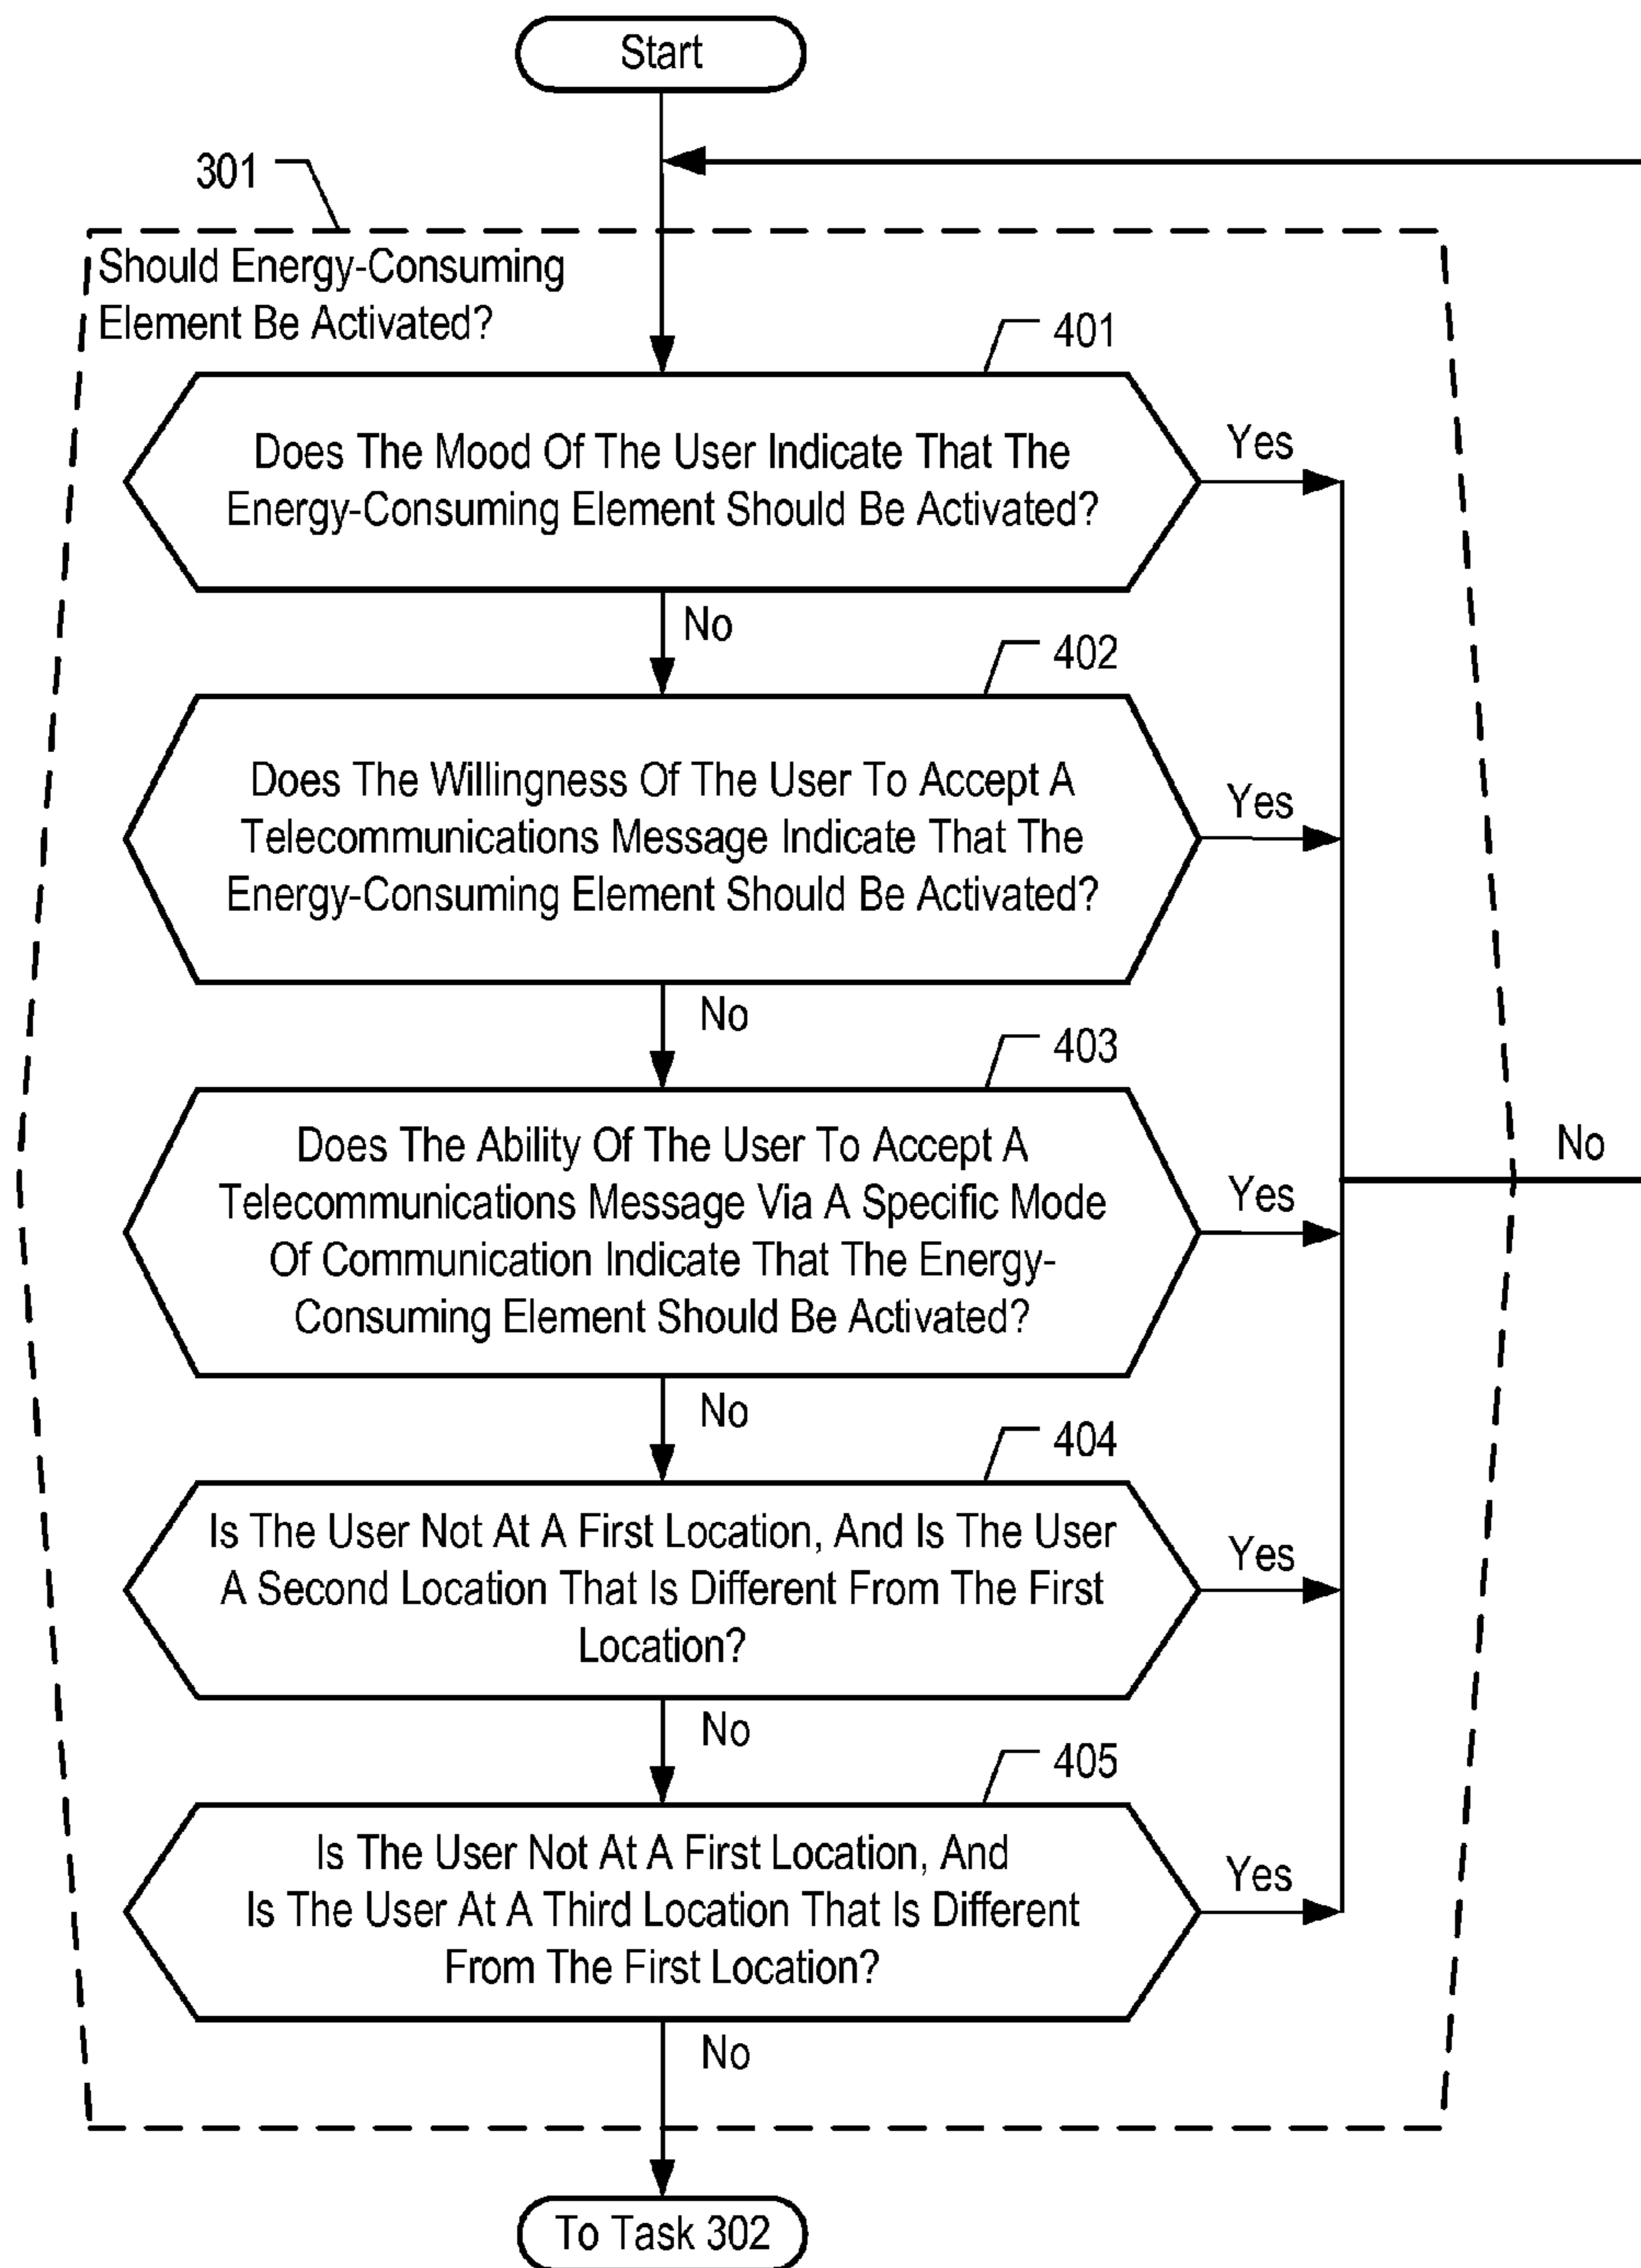 Start
301
Should Energy-Consuming
Element Be Activated?
401
Does The Mood Of The User Indicate That The
Energy-Consuming Element Should Be Activated?
Yes
No
402
Does The Willingness Of The User To Accept A
Telecommunications Message Indicate That The
Energy-Consuming Element Should Be Activated?
Yes
No
403
Does The Ability Of The User To Accept A
Telecommunications Message Via A Specific Mode
Of Communication Indicate That The Energy-
Consuming Element Should Be Activated?
Yes
No
No
404
Is The User Not At A First Location, And Is The User
A Second Location That Is Different From The First
Location?
Yes
No
405
Is The User Not At A First Location, And
Is The User At A Third Location That Is Different
From The First Location?
Yes
No
To Task 302